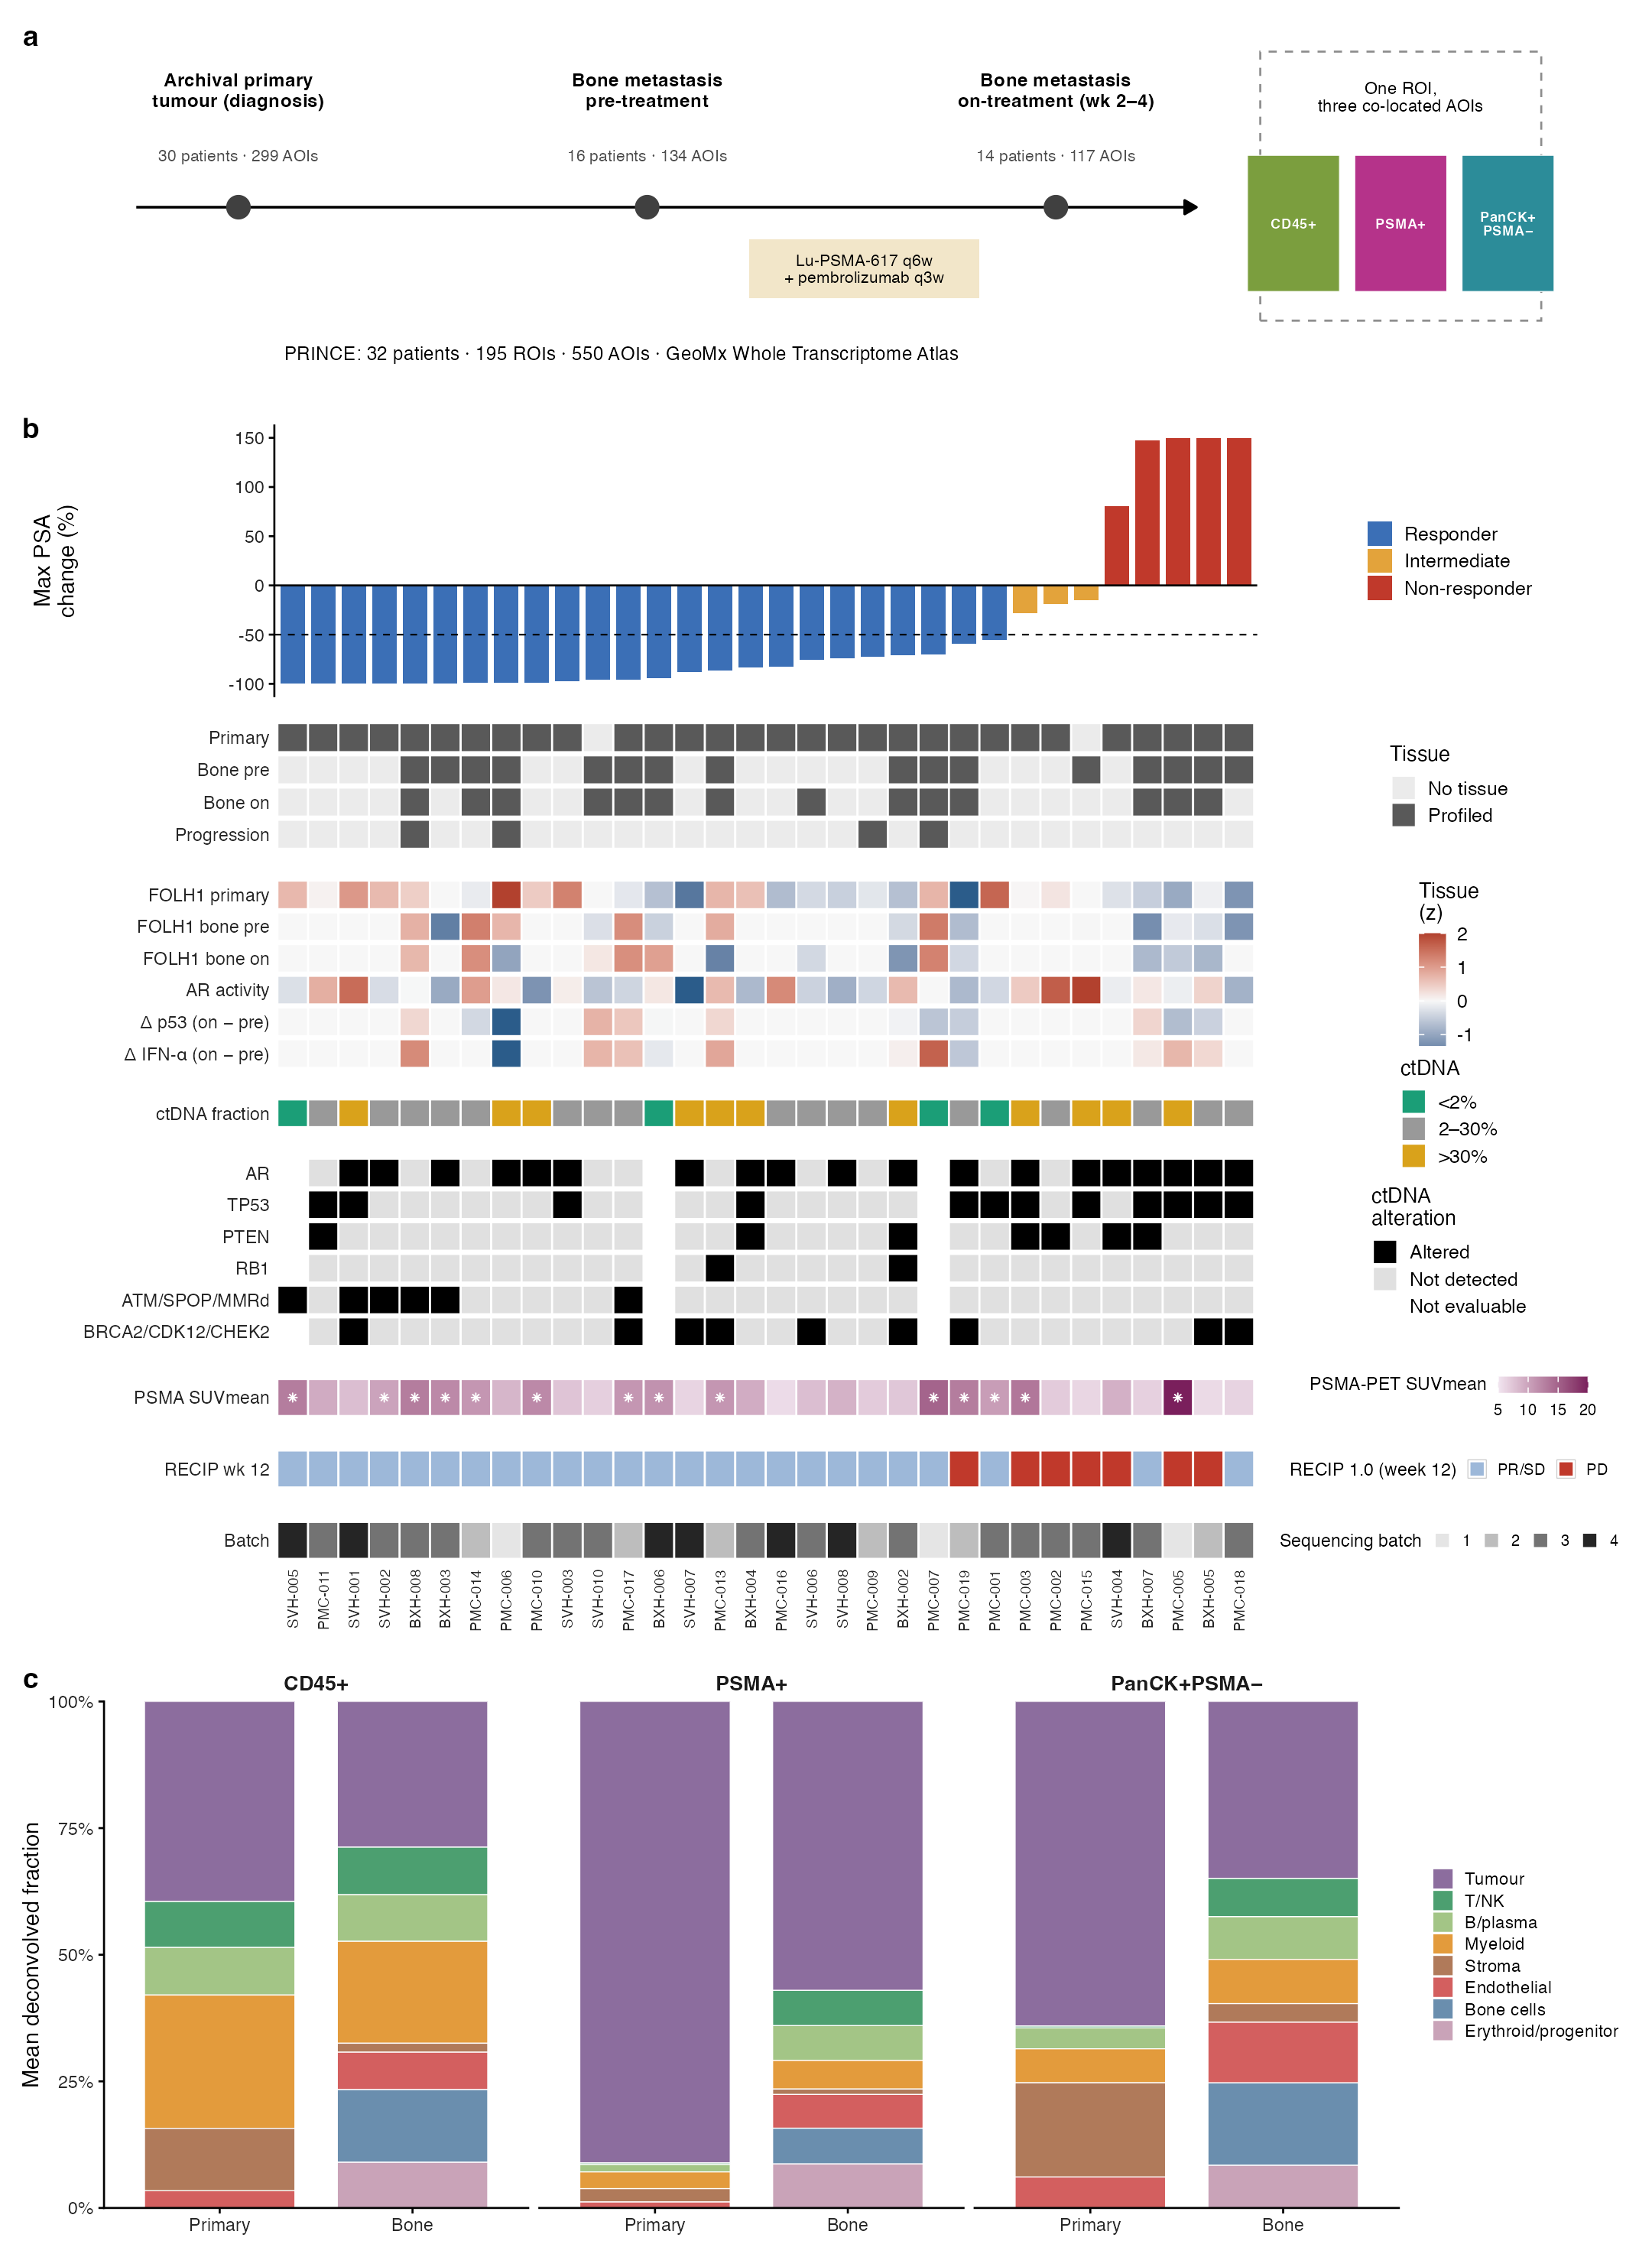 a
Archival primary
tumour (diagnosis)
Bone metastasis
pre-treatment
Bone metastasis
on-treatment (wk 2–4)
30 patients · 299 AOIs
16 patients · 134 AOIs
14 patients · 117 AOIs
Lu-PSMA-617 q6w
+ pembrolizumab q3w
One ROI,
three co-located AOIs
CD45+
PSMA+
PanCK+
PSMA–
PRINCE: 32 patients · 195 ROIs · 550 AOIs · GeoMx Whole Transcriptome Atlas
b
Max PSA
change (%)
150
100
50
0
-50
-100
Responder
Intermediate
Non-responder
Primary
Bone pre
Bone on
Progression
Tissue
No tissue
Profiled
FOLH1 primary
FOLH1 bone pre
FOLH1 bone on
AR activity
Δ p53 (on – pre)
Δ IFN-α (on – pre)
Tissue
(z)
2
1
0
-1
ctDNA fraction
ctDNA
<2%
2–30%
>30%
AR
TP53
PTEN
RB1
ATM/SPOP/MMRd
BRCA2/CDK12/CHEK2
ctDNA
alteration
Altered
Not detected
Not evaluable
PSMA SUVmean
* * * * * * * * * * * * * *
PSMA-PET SUVmean
5 10 15 20
RECIP wk 12
RECIP 1.0 (week 12) PR/SD PD
Batch
Sequencing batch 1 2 3 4
SVH-005
PMC-011
SVH-001
SVH-002
BXH-008
BXH-003
PMC-014
PMC-006
PMC-010
SVH-003
SVH-010
PMC-017
BXH-006
SVH-007
PMC-013
BXH-004
PMC-016
SVH-006
SVH-008
PMC-009
BXH-002
PMC-007
PMC-019
PMC-001
PMC-003
PMC-002
PMC-015
SVH-004
BXH-007
PMC-005
BXH-005
PMC-018
c
CD45+
PSMA+
PanCK+PSMA–
Mean deconvolved fraction
100%
75%
50%
25%
0%
Primary
Bone
Primary
Bone
Primary
Bone
Tumour
T/NK
B/plasma
Myeloid
Stroma
Endothelial
Bone cells
Erythroid/progenitor